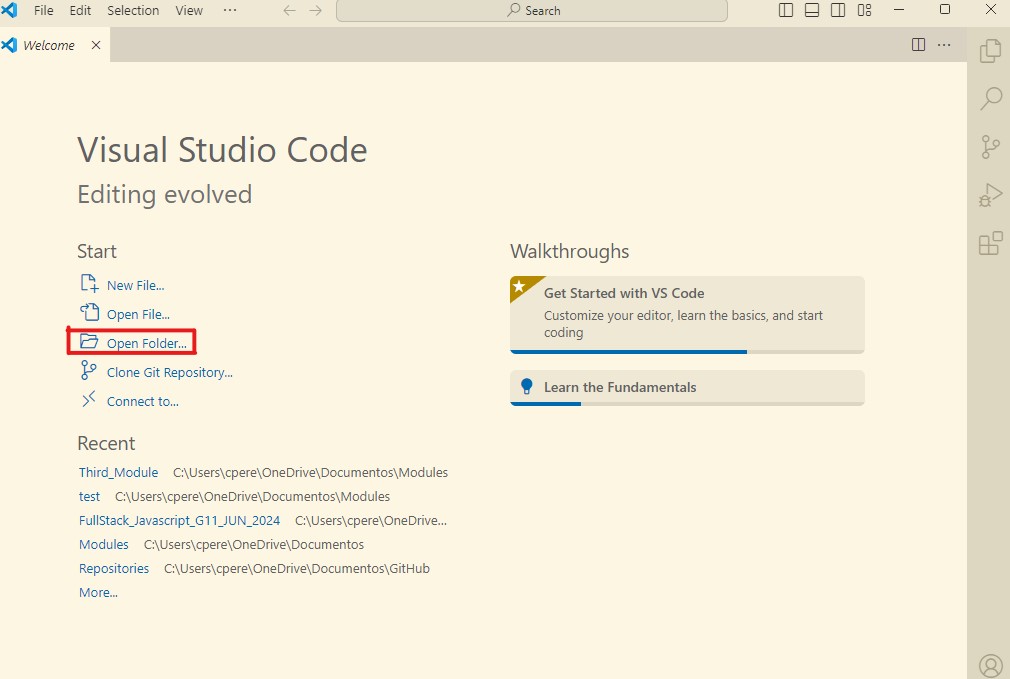 File Edit Selection View ··· Search
Welcome
Visual Studio Code
Editing evolved
Start
New File...
Open File...
Open Folder...
Clone Git Repository...
Connect to...
Recent
Third_Module C:\Users\cpere\OneDrive\Documentos\Modules
test C:\Users\cpere\OneDrive\Documentos\Modules
FullStack_Javascript_G11_JUN_2024 C:\Users\cpere\OneDrive...
Modules C:\Users\cpere\OneDrive\Documentos
Repositories C:\Users\cpere\OneDrive\Documentos\GitHub
More...
Walkthroughs
Get Started with VS Code
Customize your editor, learn the basics, and start
coding
Learn the Fundamentals